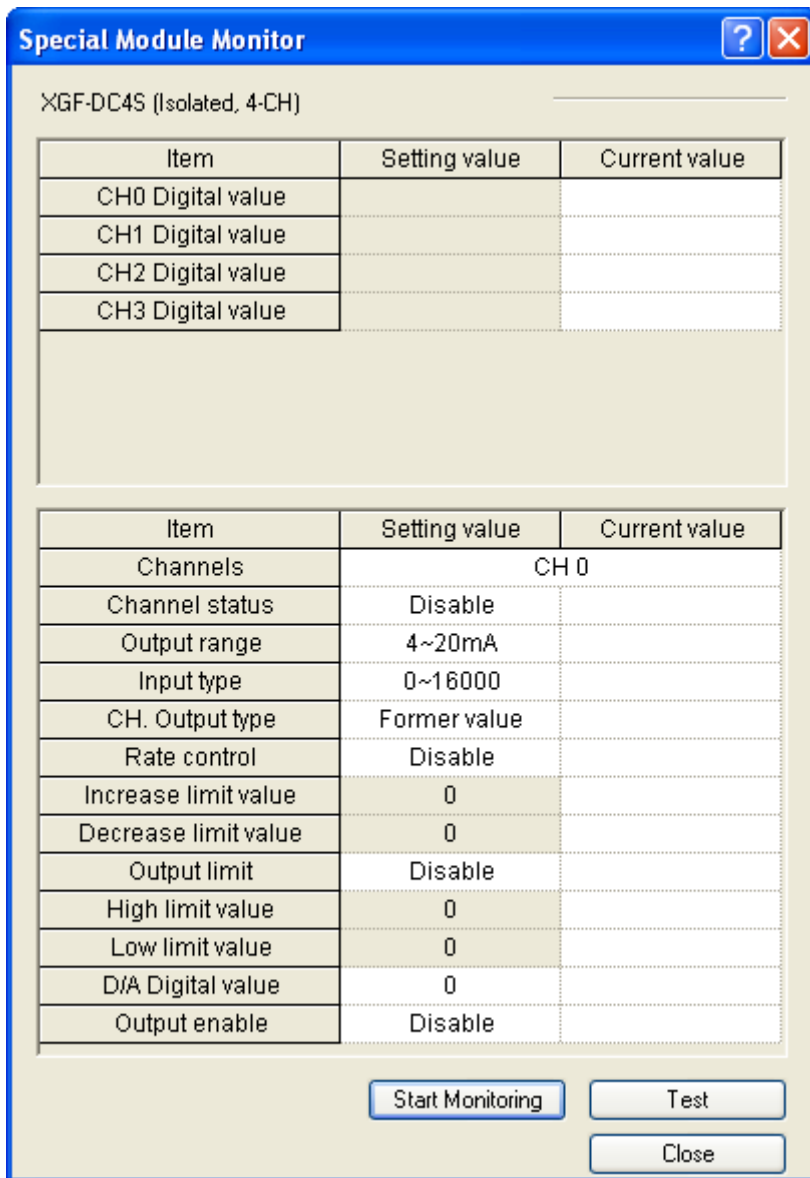 Special Module Monitor
?
XGF-DC4S (Isolated, 4-CH)
Item Setting value Current value
CH0 Digital value
CH1 Digital value
CH2 Digital value
CH3 Digital value
Item Setting value Current value
Channels CH 0
Channel status Disable
Output range 4~20mA
Input type 0~16000
CH. Output type Former value
Rate control Disable
Increase limit value 0
Decrease limit value 0
Output limit Disable
High limit value 0
Low limit value 0
D/A Digital value 0
Output enable Disable
Start Monitoring Test
Close